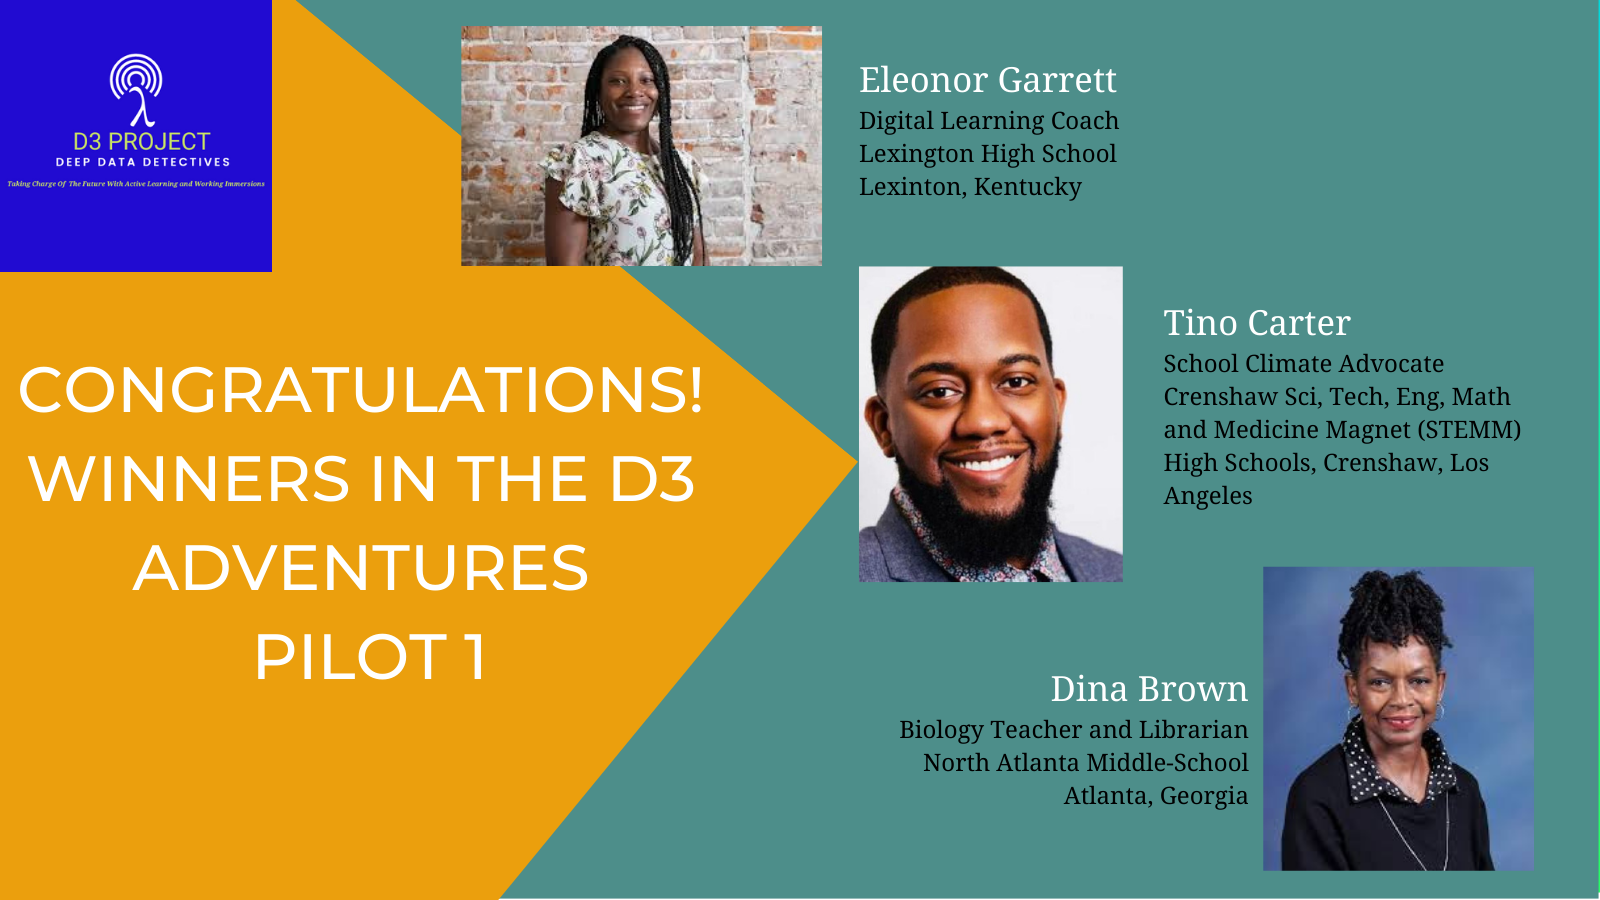 D3 PROJECT
DEEP DATA DETECTIVES
Taking Charge Of The Future With Active Learning and Working Immersions
CONGRATULATIONS!
WINNERS IN THE D3
ADVENTURES
PILOT 1
Eleonor Garrett
Digital Learning Coach
Lexington High School
Lexinton, Kentucky
Tino Carter
School Climate Advocate
Crenshaw Sci, Tech, Eng, Math
and Medicine Magnet (STEMM)
High Schools, Crenshaw, Los
Angeles
Dina Brown
Biology Teacher and Librarian
North Atlanta Middle-School
Atlanta, Georgia